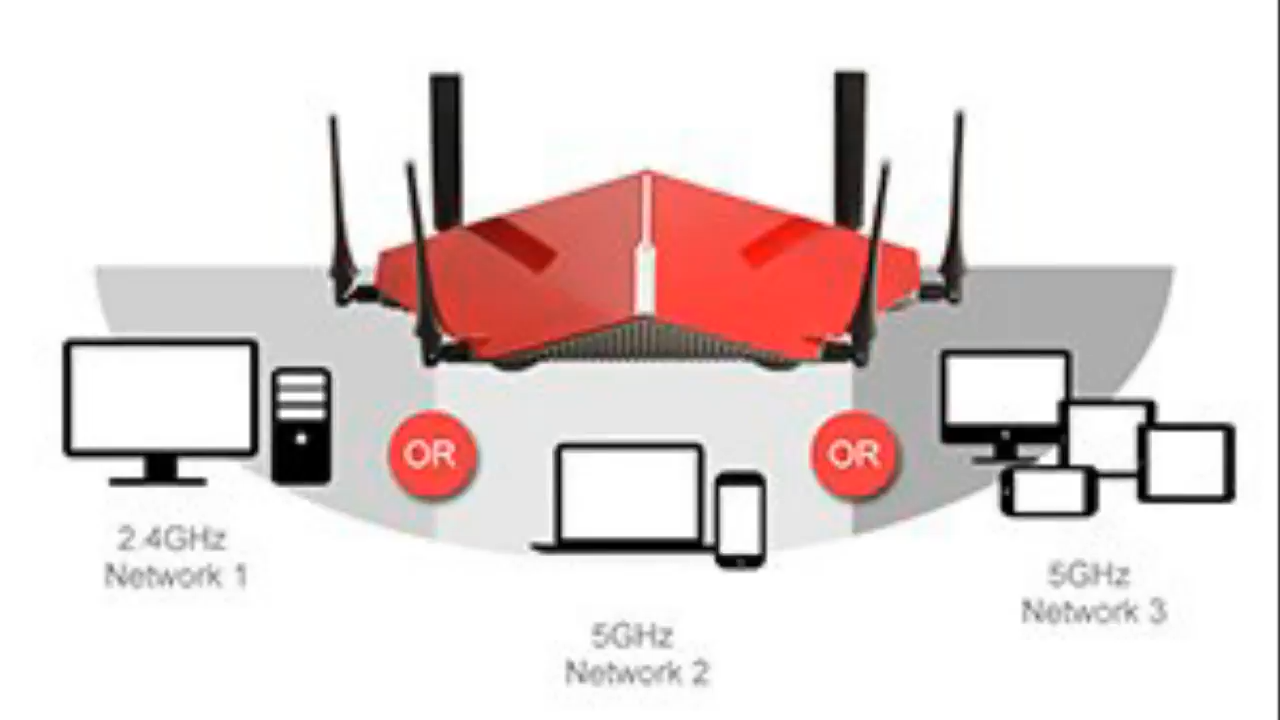 OR
OR
2.4GHz
Network 1
5GHz
Network 2
5GHz
Network 3